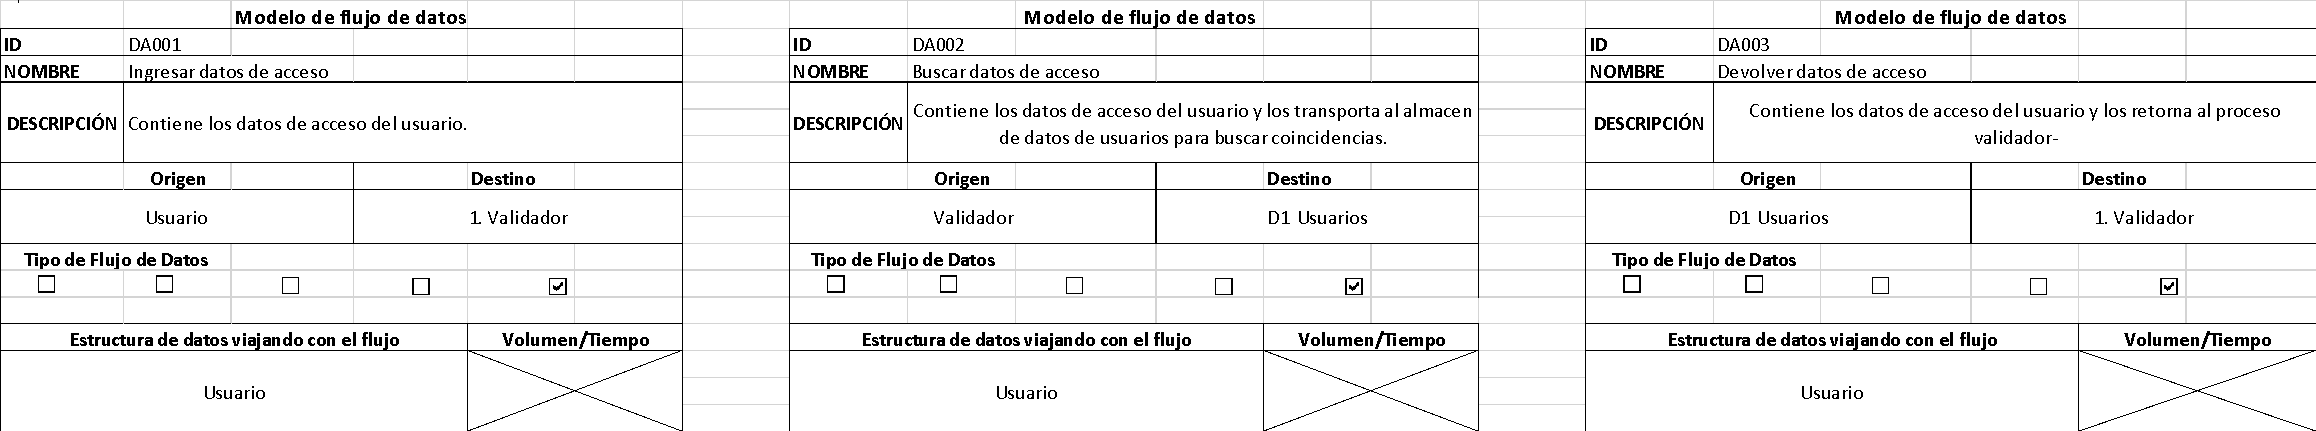 Modelo de flujo de datos
ID DA001
NOMBRE Ingresar datos de acceso
DESCRIPCIÓN Contiene los datos de acceso del usuario.
Origen Destino
Usuario 1. Validador
Tipo de Flujo de Datos
Estructura de datos viajando con el flujo Volumen/Tiempo
Usuario
Modelo de flujo de datos
ID DA002
NOMBRE Buscar datos de acceso
DESCRIPCIÓN Contiene los datos de acceso del usuario y los transporta al almacen
de datos de usuarios para buscar coincidencias.
Origen Destino
Validador D1 Usuarios
Tipo de Flujo de Datos
Estructura de datos viajando con el flujo Volumen/Tiempo
Usuario
Modelo de flujo de datos
ID DA003
NOMBRE Devolver datos de acceso
DESCRIPCIÓN Contiene los datos de acceso del usuario y los retorna al proceso
validador-
Origen Destino
D1 Usuarios 1. Validador
Tipo de Flujo de Datos
Estructura de datos viajando con el flujo Volumen/Tiempo
Usuario